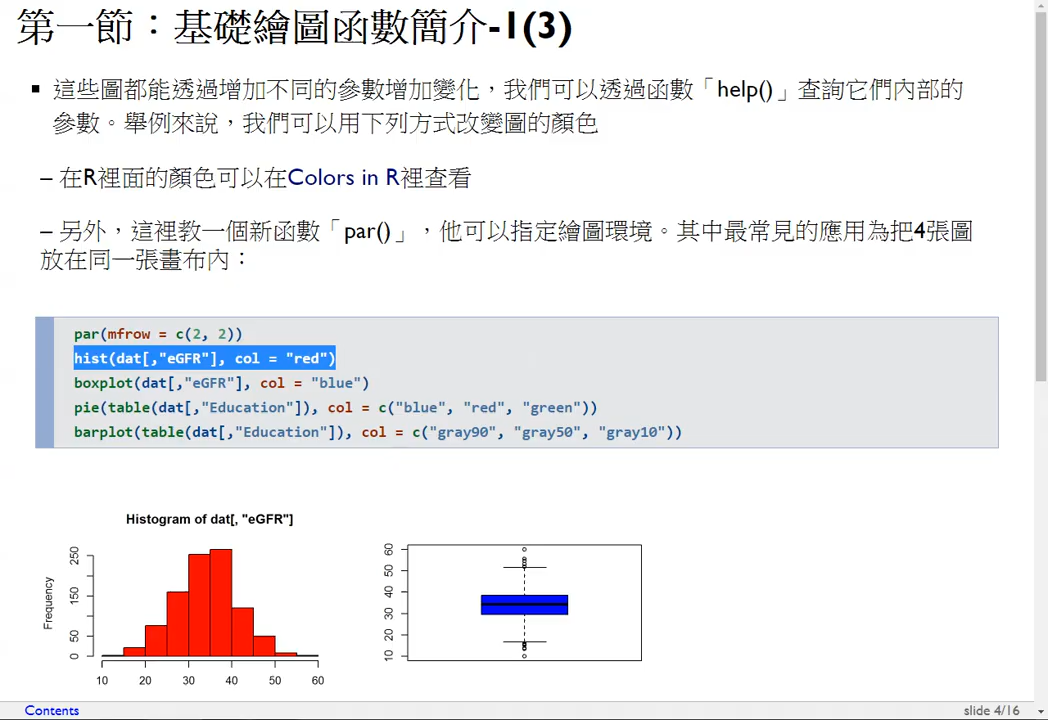 第一節：基礎繪圖函數簡介-1(3)
這些圖都能透過增加不同的參數增加變化，我們可以透過函數「help()」查詢它們內部的
參數。舉例來說，我們可以用下列方式改變圖的顏色
– 在R裡面的顏色可以在Colors in R裡查看
– 另外，這裡教一個新函數「par()」，他可以指定繪圖環境。其中最常見的應用為把4張圖
放在同一張畫布內：
par(mfrow = c(2, 2))
hist(dat[,"eGFR"], col = "red")
boxplot(dat[,"eGFR"], col = "blue")
pie(table(dat[,"Education"]), col = c("blue", "red", "green"))
barplot(table(dat[,"Education"]), col = c("gray90", "gray50", "gray10"))
Histogram of dat[, "eGFR"]
Frequency
250
150
50
0
10 20 30 40 50 60
60
50
40
30
20
10
Contents
slide 4/16